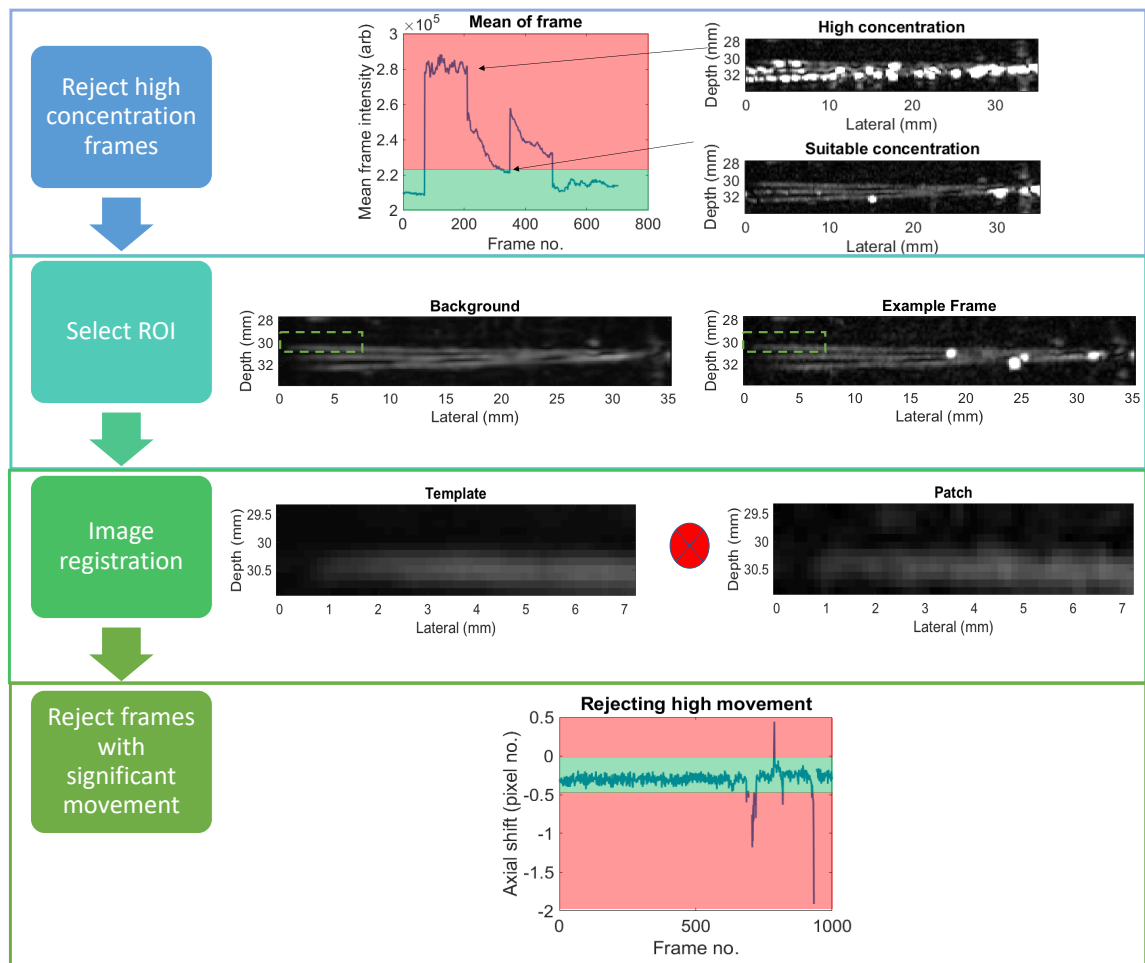 Reject high
concentration
frames
Mean of frame
×10⁵
3
2.8
2.6
2.4
2.2
2
Mean frame intensity (arb)
0 200 400 600 800
Frame no.
High concentration
28
30
32
Depth (mm)
0 10 20 30
Lateral (mm)
Suitable concentration
28
30
32
Depth (mm)
0 10 20 30
Lateral (mm)
Select ROI
Background
28
30
32
Depth (mm)
0 5 10 15 20 25 30 35
Lateral (mm)
Example Frame
28
30
32
Depth (mm)
0 5 10 15 20 25 30 35
Lateral (mm)
Image
registration
Template
29.5
30
30.5
Depth (mm)
0 1 2 3 4 5 6 7
Lateral (mm)
Patch
29.5
30
30.5
Depth (mm)
0 1 2 3 4 5 6 7
Lateral (mm)
Reject frames
with
significant
movement
Rejecting high movement
0.5
0
-0.5
-1
-1.5
-2
Axial shift (pixel no.)
0 500 1000
Frame no.